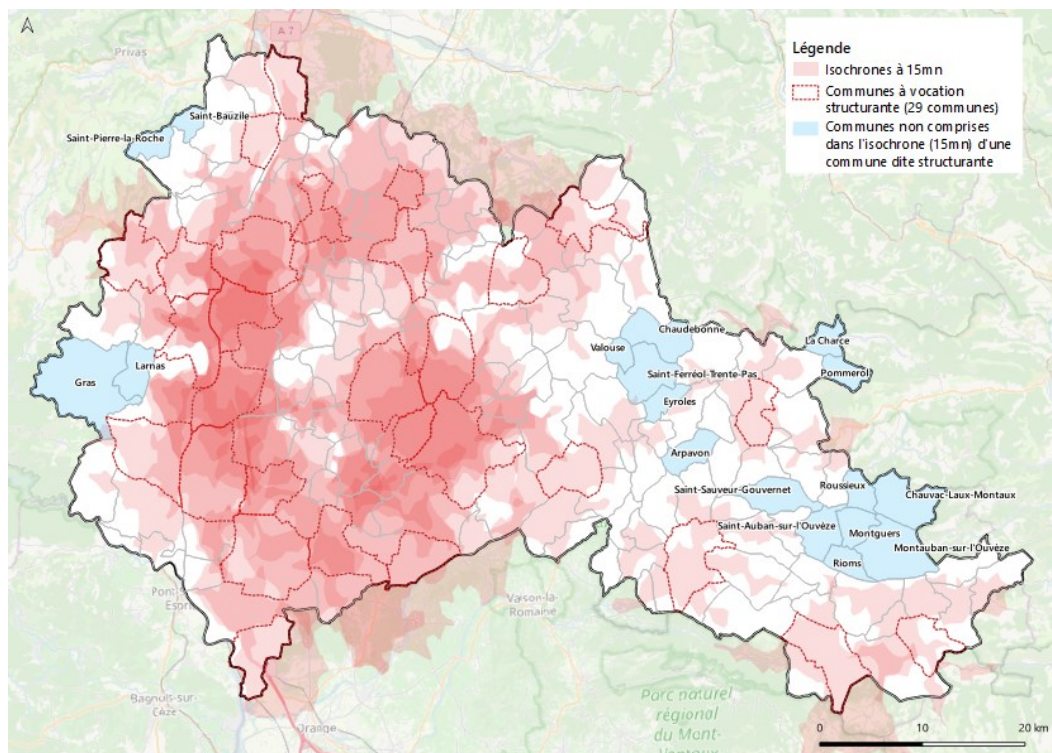 A 7
Privas
Légende
Isochrones à 15mn
Communes à vocation
structurante (29 communes)
Communes non comprises
dans l'isochrone (15mn) d'une
commune dite structurante
Saint-Bauzile
Saint-Pierre-la-Roche
Chaudebonne
La Charce
Valouse
Larnas
Saint-Ferréol-Trente-Pas
Pommerol
Gras
Eyroles
Arpavon
Roussieux
Saint-Sauveur-Gouvernet
Chauvac-Laux-Montaux
Saint-Auban-sur-l'Ouvèze
Montguers
Montauban-sur-l'Ouvèze
Rioms
Pont-
Vaison-la-
Romaine
Bagnols-sur-
Cèze
Parc naturel
régional
du Mont-
Orange
0 10 20 km